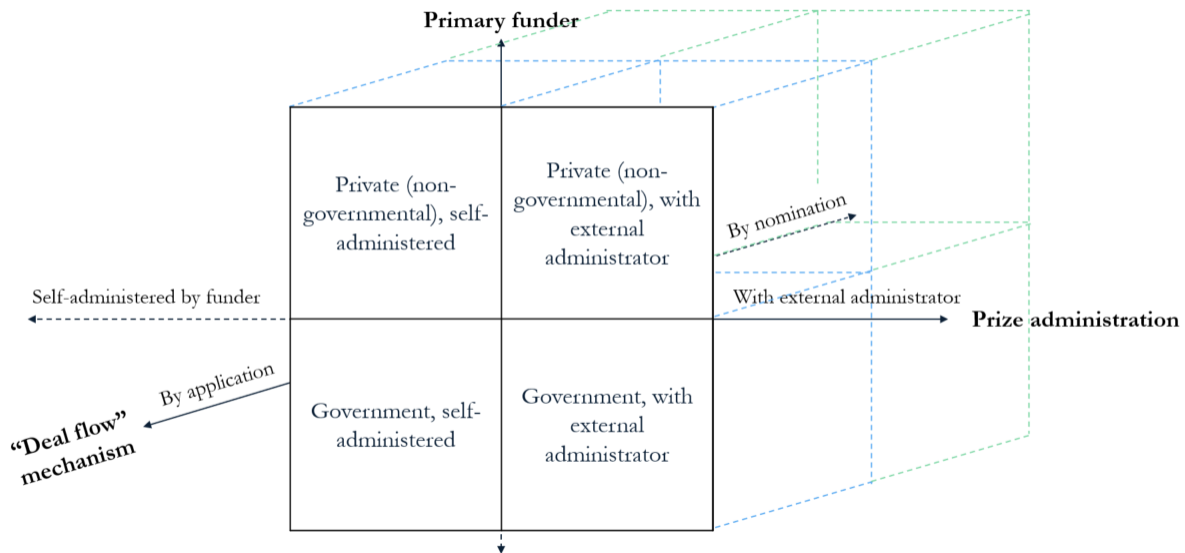 Primary funder
Private (non-
governmental), self-
administered
Private (non-
governmental), with
external
administrator
By nomination
Self-administered by funder
With external administrator
Prize administration
By application
“Deal flow”
mechanism
Government, self-
administered
Government, with
external
administrator